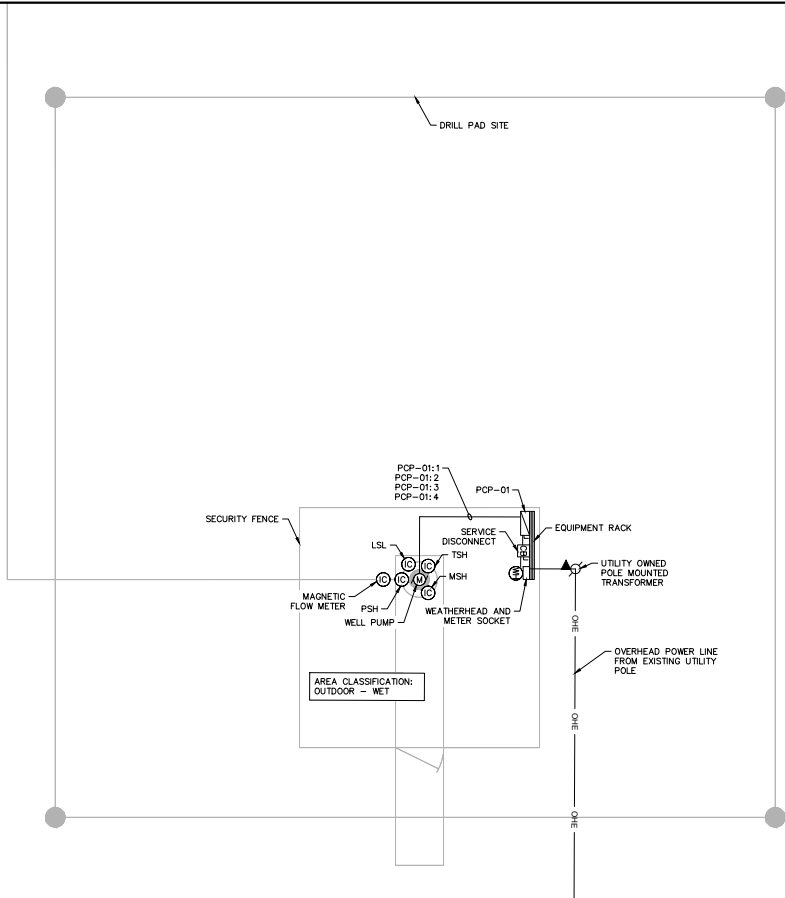 DRILL PAD SITE
PCP-01:1
PCP-01:2
PCP-01:3
PCP-01:4
PCP-01
SECURITY FENCE
SERVICE
DISCONNECT
EQUIPMENT RACK
CB
LSL
TSH
IC
IC
IC
IC
M
IC
MSH
WH
UTILITY OWNED
POLE MOUNTED
TRANSFORMER
MAGNETIC
FLOW METER
PSH
WELL PUMP
WEATHERHEAD AND
METER SOCKET
OHE
OVERHEAD POWER LINE
FROM EXISTING UTILITY
POLE
AREA CLASSIFICATION:
OUTDOOR - WET
OHE
OHE